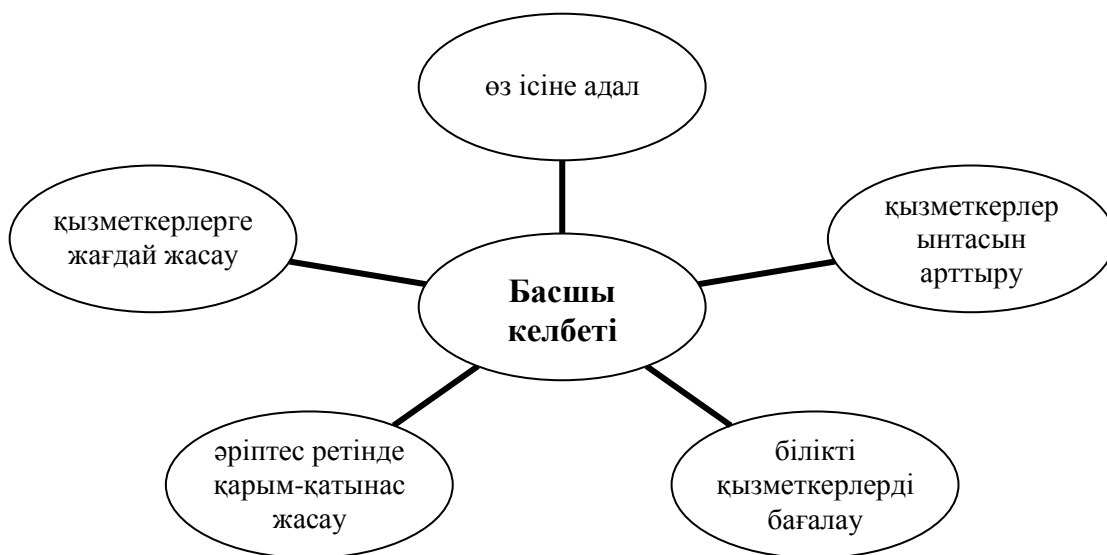 өз ісіне адал
қызметкерлерге
жағдай жасау
қызметкерлер
ынтасын
арттыру
Басшы
келбеті
әріптес ретінде
қарым-қатынас
жасау
білікті
қызметкерлерді
бағалау